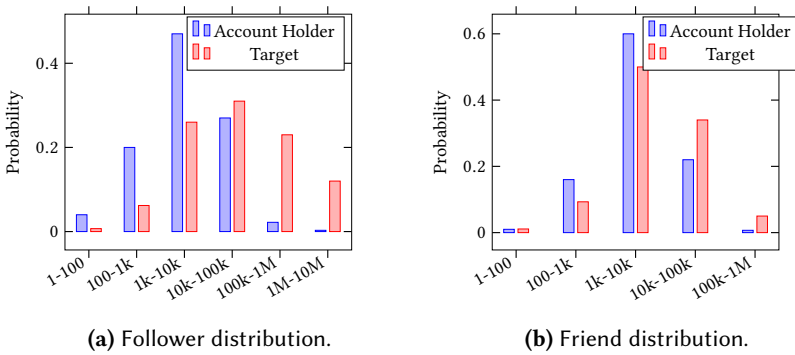 Probability
0.4
0.2
0
Account Holder
Target
1-100
100-1k
1k-10k
10k-100k
100k-1M
1M-10M
(a) Follower distribution.
Probability
0.6
0.4
0.2
0
Account Holder
Target
1-100
100-1k
1k-10k
10k-100k
100k-1M
(b) Friend distribution.